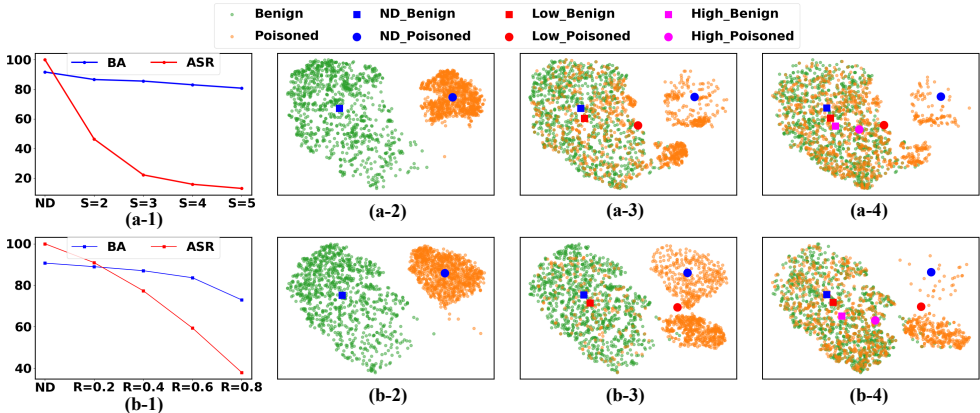 Benign ND_Benign Low_Benign High_Benign
Poisoned ND_Poisoned Low_Poisoned High_Poisoned
BA ASR
100
80
60
40
20
ND S=2 S=3 S=4 S=5
(a-1) (a-2) (a-3) (a-4)
BA ASR
100
80
60
40
ND R=0.2 R=0.4 R=0.6 R=0.8
(b-1) (b-2) (b-3) (b-4)